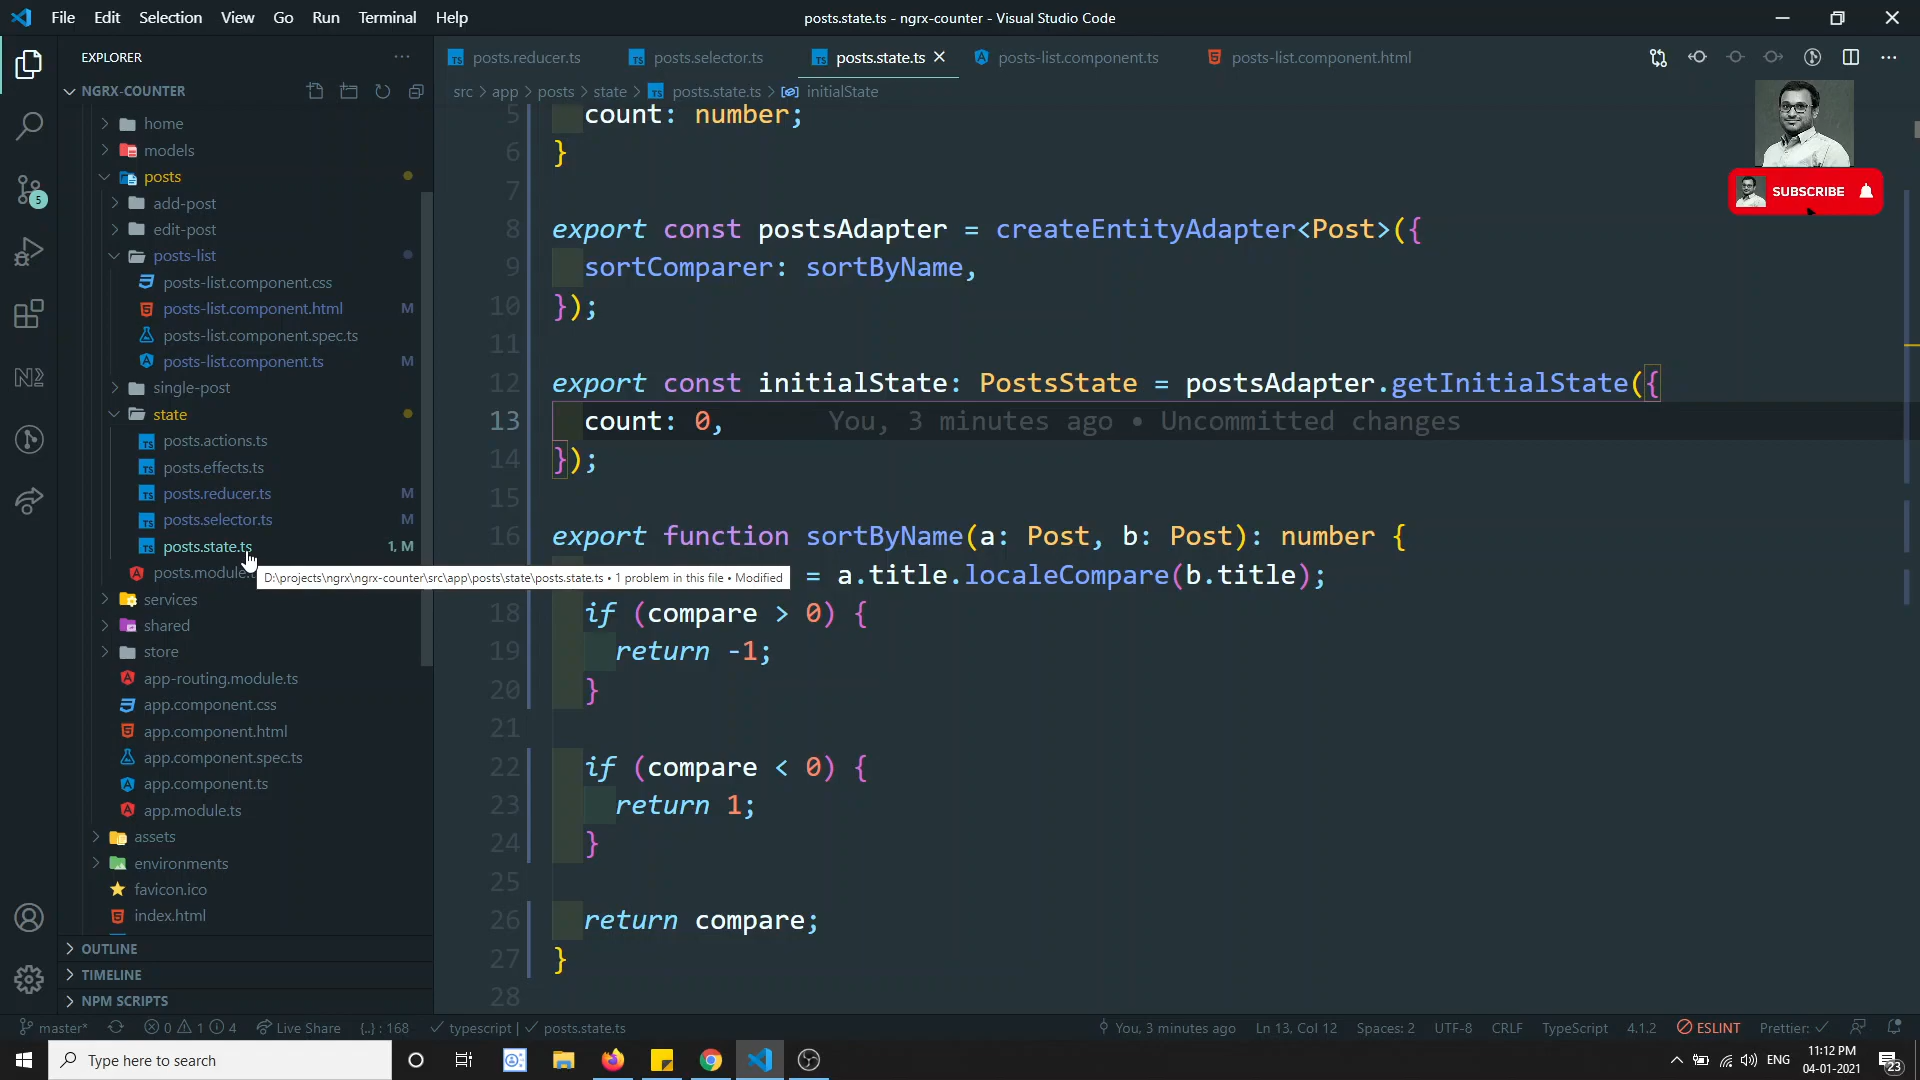 File Edit Selection View Go Run Terminal Help
posts.state.ts - ngrx-counter - Visual Studio Code
EXPLORER
NGRX-COUNTER
home
models
posts
add-post
edit-post
posts-list
posts-list.component.css
posts-list.component.html M
posts-list.component.spec.ts
posts-list.component.ts M
single-post
state
posts.actions.ts
posts.effects.ts
posts.reducer.ts M
posts.selector.ts M
posts.state.ts 1, M
posts.module.
services
shared
store
app-routing.module.ts
app.component.css
app.component.html
app.component.spec.ts
app.component.ts
app.module.ts
assets
environments
favicon.ico
index.html
OUTLINE
TIMELINE
NPM SCRIPTS
5
posts.reducer.ts posts.selector.ts posts.state.ts posts-list.component.ts posts-list.component.html
src > app > posts > state > posts.state.ts > initialState
5 count: number;
6 }
7
8 export const postsAdapter = createEntityAdapter<Post>({
9 sortComparer: sortByName,
10 });
11
12 export const initialState: PostsState = postsAdapter.getInitialState({
13 count: 0, You, 3 minutes ago • Uncommitted changes
14 });
15
16 export function sortByName(a: Post, b: Post): number {
= a.title.localeCompare(b.title);
18 if (compare > 0) {
19 return -1;
20 }
21
22 if (compare < 0) {
23 return 1;
24 }
25
26 return compare;
27 }
28
D:\projects\ngrx\ngrx-counter\src\app\posts\state\posts.state.ts • 1 problem in this file • Modified
SUBSCRIBE
master* 0 1 4 Live Share {..} : 168 typescript | posts.state.ts
You, 3 minutes ago Ln 13, Col 12 Spaces: 2 UTF-8 CRLF TypeScript 4.1.2 ESLINT Prettier:
Type here to search
ENG
11:12 PM
04-01-2021
23